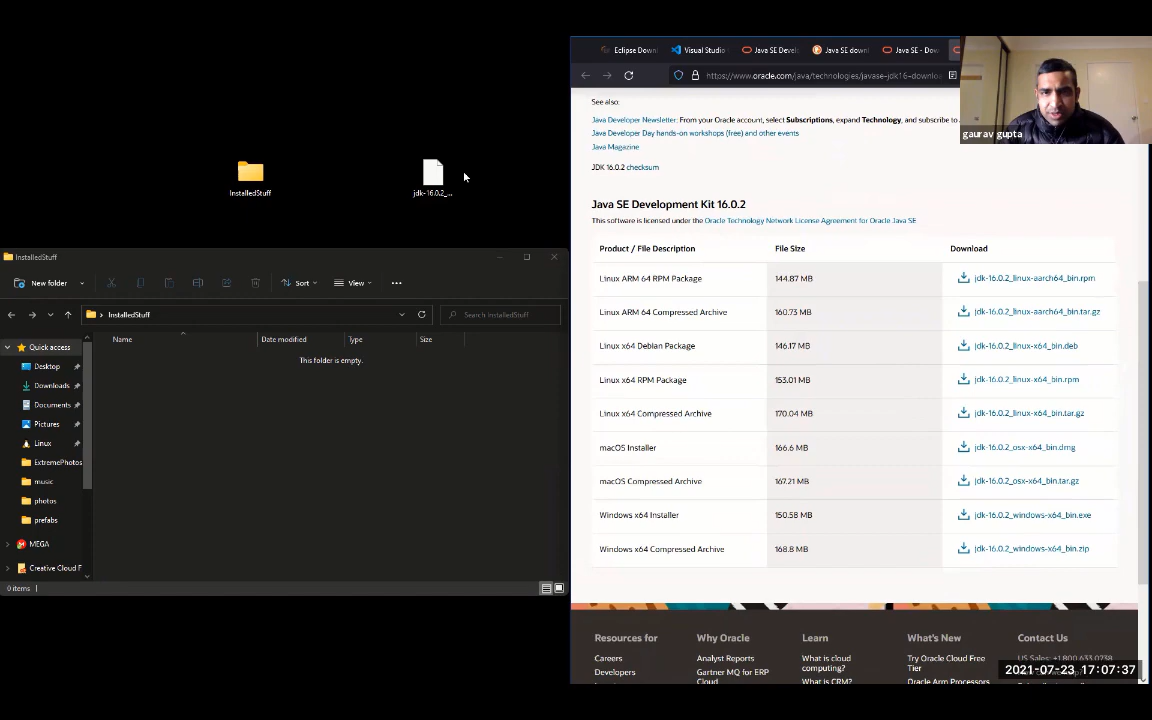 InstalledStuff
jdk-16.0.2_...
InstalledStuff
New folder
Sort
View
InstalledStuff
Search InstalledStuff
Name
Date modified
Type
Size
This folder is empty.
Quick access
Desktop
Downloads
Documents
Pictures
Linux
ExtremePhotos
music
photos
prefabs
MEGA
Creative Cloud F
0 items
Eclipse Downl
Visual Studio
Java SE Devel
Java SE downl
Java SE - Dow
https://www.oracle.com/java/technologies/javase-jdk16-downloa
gaurav gupta
See also:
Java Developer Newsletter: From your Oracle account, select Subscriptions, expand Technology, and subscribe to
Java Developer Day hands-on workshops (free) and other events
Java Magazine
JDK 16.0.2 checksum
Java SE Development Kit 16.0.2
This software is licensed under the Oracle Technology Network License Agreement for Oracle Java SE
Product / File Description File Size Download
Linux ARM 64 RPM Package 144.87 MB jdk-16.0.2_linux-aarch64_bin.rpm
Linux ARM 64 Compressed Archive 160.73 MB jdk-16.0.2_linux-aarch64_bin.tar.gz
Linux x64 Debian Package 146.17 MB jdk-16.0.2_linux-x64_bin.deb
Linux x64 RPM Package 153.01 MB jdk-16.0.2_linux-x64_bin.rpm
Linux x64 Compressed Archive 170.04 MB jdk-16.0.2_linux-x64_bin.tar.gz
macOS Installer 166.6 MB jdk-16.0.2_osx-x64_bin.dmg
macOS Compressed Archive 167.21 MB jdk-16.0.2_osx-x64_bin.tar.gz
Windows x64 Installer 150.58 MB jdk-16.0.2_windows-x64_bin.exe
Windows x64 Compressed Archive 168.8 MB jdk-16.0.2_windows-x64_bin.zip
Resources for
Careers
Developers
Why Oracle
Analyst Reports
Gartner MQ for ERP
Cloud
Learn
What is cloud
computing?
What is CRM?
What's New
Try Oracle Cloud Free
Tier
Oracle Arm Processors
Contact Us
US Sales: +1.800.633.0738
2021-07-23 17:07:37